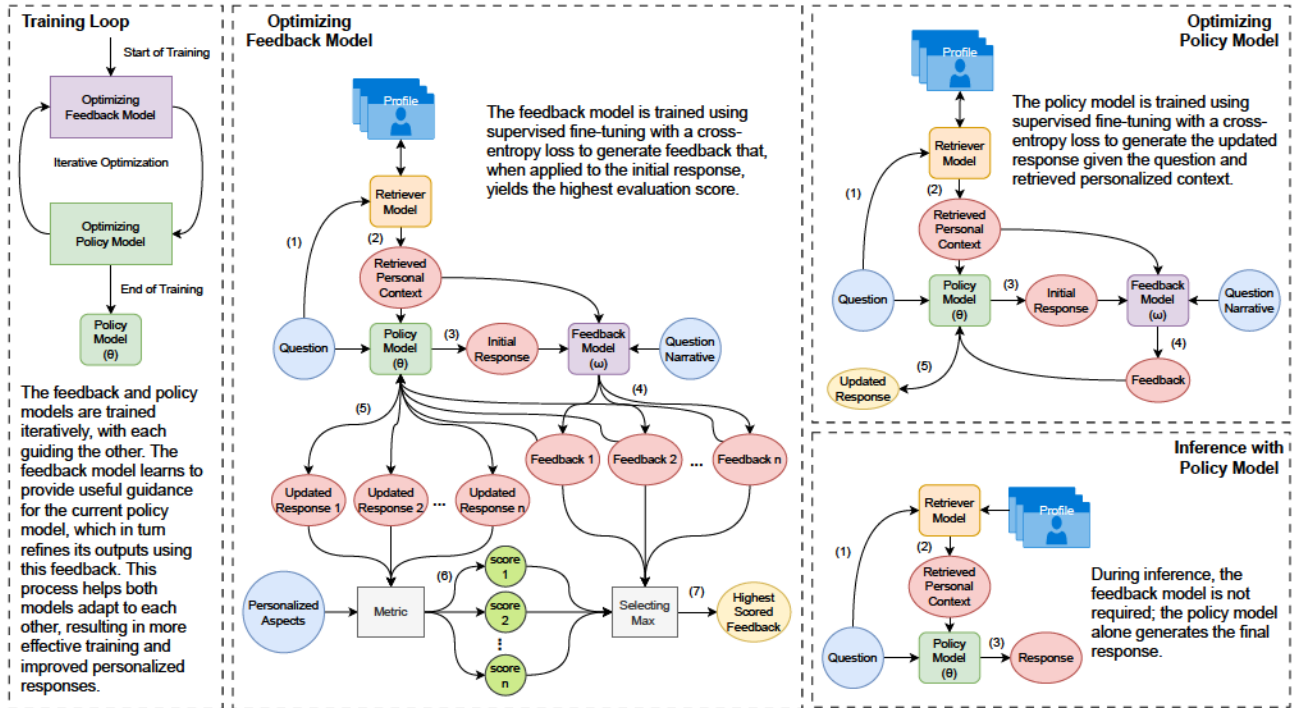 Training Loop
Start of Training
Optimizing
Feedback Model
Iterative Optimization
Optimizing
Policy Model
End of Training
Policy
Model
(θ)
The feedback and policy
models are trained
iteratively, with each
guiding the other. The
feedback model learns to
provide useful guidance
for the current policy
model, which in turn
refines its outputs using
this feedback. This
process helps both
models adapt to each
other, resulting in more
effective training and
improved personalized
responses.
Optimizing
Feedback Model
Profile
The feedback model is trained using
supervised fine-tuning with a cross-
entropy loss to generate feedback that,
when applied to the initial response,
yields the highest evaluation score.
Retriever
Model
(1)
(2)
Retrieved
Personal
Context
Question
Policy
Model
(θ)
(3)
Initial
Response
Feedback
Model
(ω)
Question
Narrative
(4)
(5)
Feedback 1
Feedback 2
...
Feedback n
Updated
Response 1
Updated
Response 2
...
Updated
Response n
Personalized
Aspects
Metric
(6)
score
1
score
2
⋮
score
n
Selecting
Max
(7)
Highest
Scored
Feedback
Optimizing
Policy Model
Profile
The policy model is trained using
supervised fine-tuning with a cross-
entropy loss to generate the updated
response given the question and
retrieved personalized context.
Retriever
Model
(1)
(2)
Retrieved
Personal
Context
Question
Policy
Model
(θ)
(3)
Initial
Response
Feedback
Model
(ω)
Question
Narrative
(4)
(5)
Updated
Response
Feedback
Inference with
Policy Model
Retriever
Model
Profile
(1)
(2)
Retrieved
Personal
Context
During inference, the
feedback model is not
required; the policy model
alone generates the final
response.
Question
Policy
Model
(θ)
(3)
Response